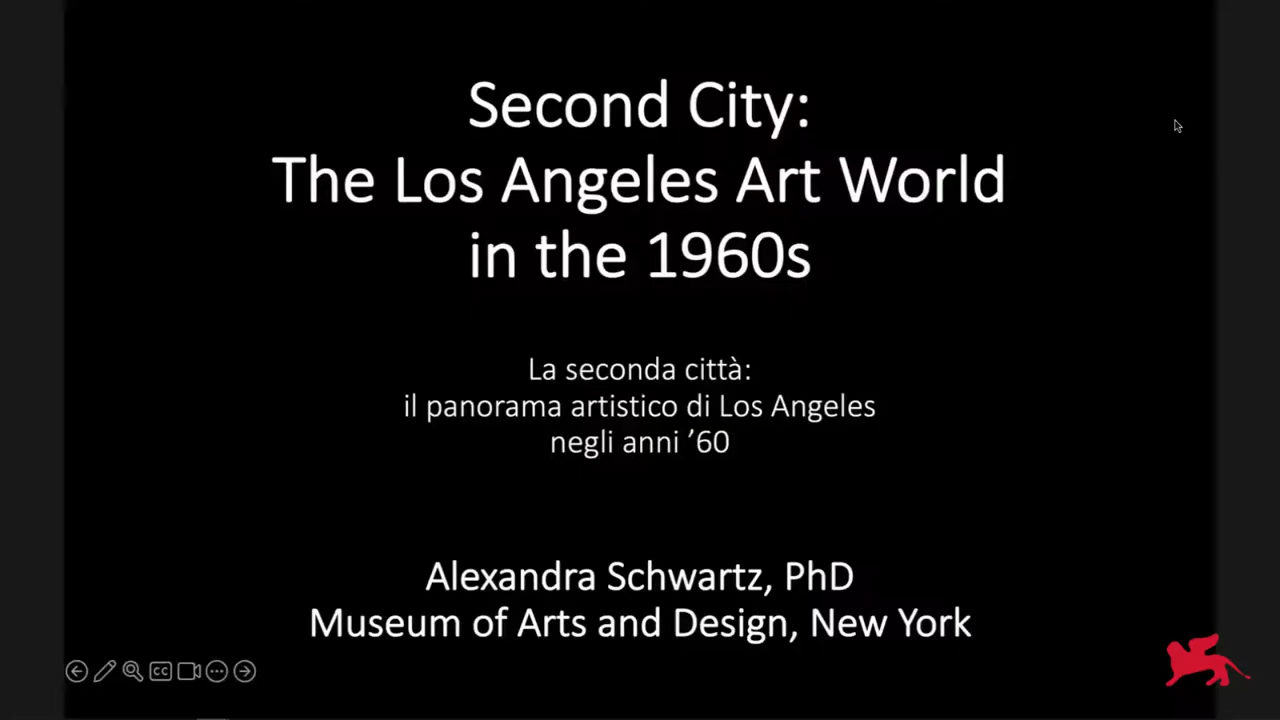 Second City:
The Los Angeles Art World
in the 1960s
La seconda città:
il panorama artistico di Los Angeles
negli anni ’60
Alexandra Schwartz, PhD
Museum of Arts and Design, New York
CC